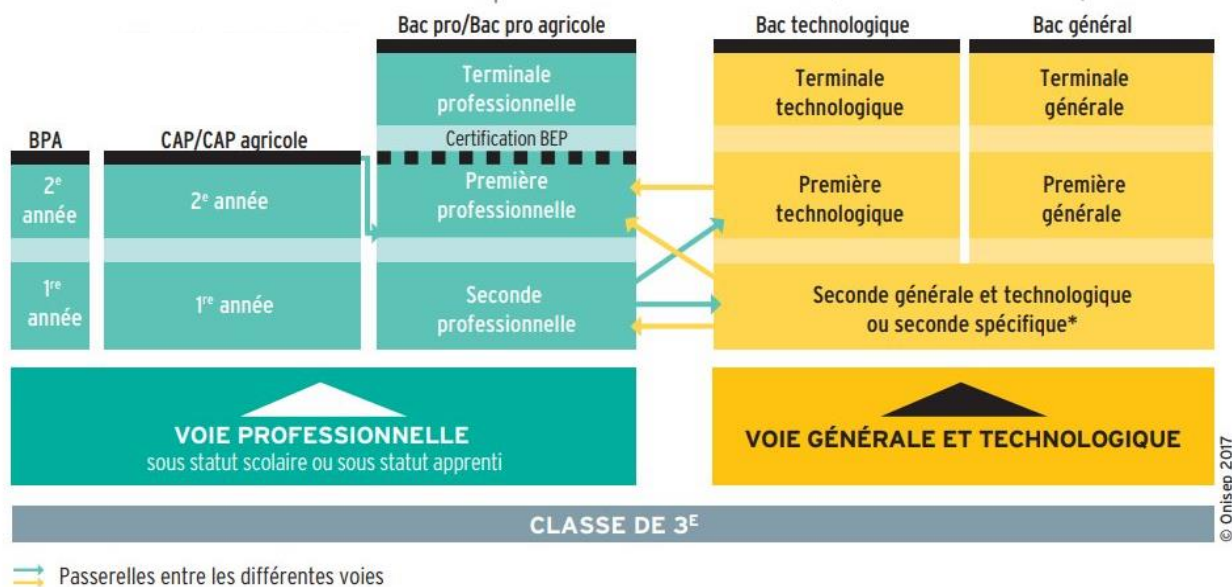 Bac pro/Bac pro agricole
Bac technologique
Bac général
Terminale
professionnelle
Terminale
technologique
Terminale
générale
BPA
CAP/CAP agricole
Certification BEP
2e
année
2e année
Première
professionnelle
Première
technologique
Première
générale
1re
année
1re année
Seconde
professionnelle
Seconde générale et technologique
ou seconde spécifique*
VOIE PROFESSIONNELLE
sous statut scolaire ou sous statut apprenti
VOIE GÉNÉRALE ET TECHNOLOGIQUE
CLASSE DE 3E
© Onisep 2017
Passerelles entre les différentes voies